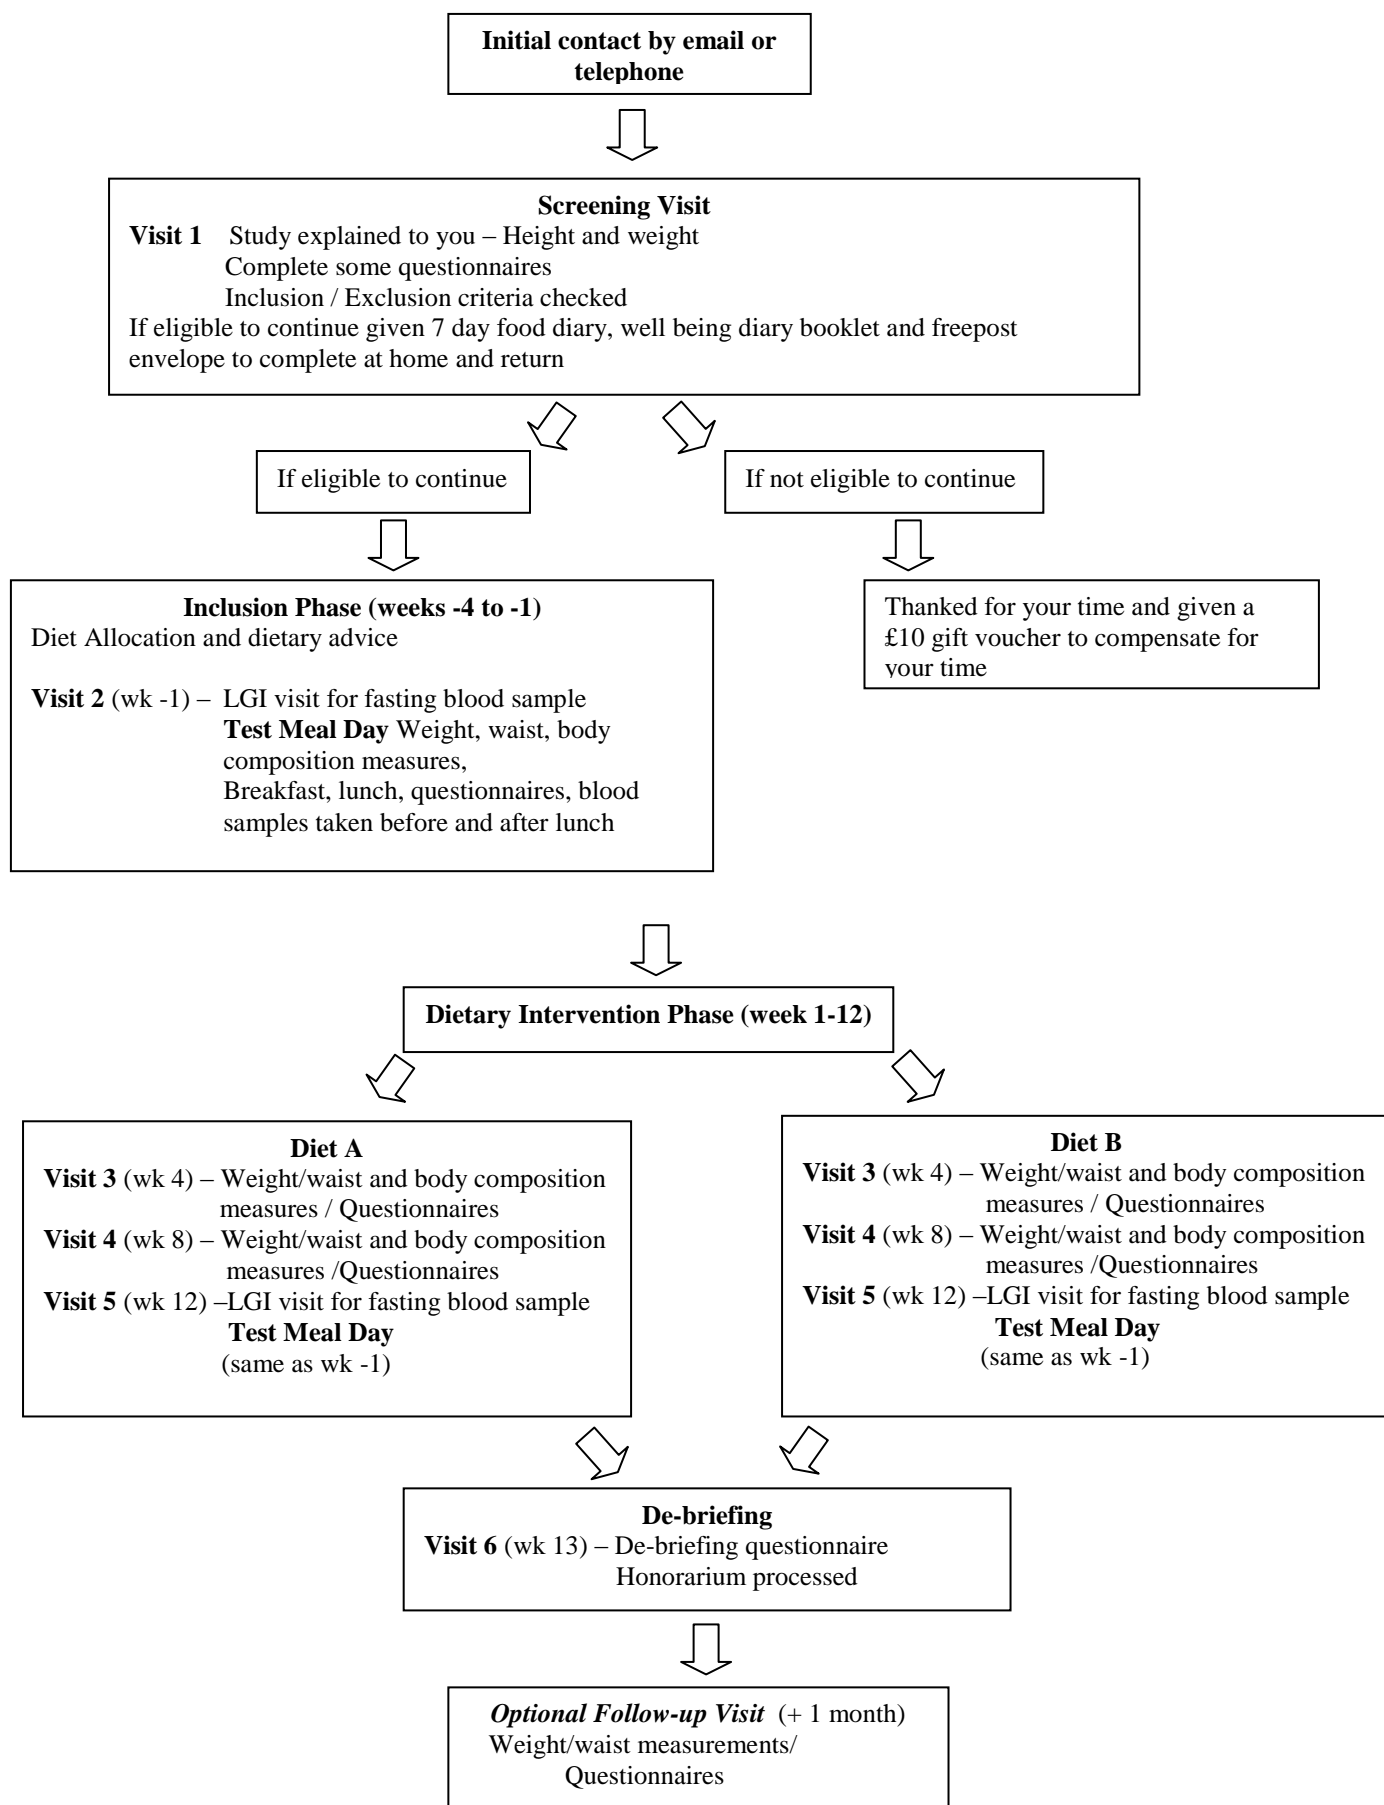 Initial contact by email or
telephone
Screening Visit
Visit 1 Study explained to you – Height and weight
Complete some questionnaires
Inclusion / Exclusion criteria checked
If eligible to continue given 7 day food diary, well being diary booklet and freepost
envelope to complete at home and return
If eligible to continue
If not eligible to continue
Inclusion Phase (weeks -4 to -1)
Diet Allocation and dietary advice
Visit 2 (wk -1) – LGI visit for fasting blood sample
Test Meal Day Weight, waist, body
composition measures,
Breakfast, lunch, questionnaires, blood
samples taken before and after lunch
Thanked for your time and given a
£10 gift voucher to compensate for
your time
Dietary Intervention Phase (week 1-12)
Diet A
Visit 3 (wk 4) – Weight/waist and body composition
measures / Questionnaires
Visit 4 (wk 8) – Weight/waist and body composition
measures /Questionnaires
Visit 5 (wk 12) –LGI visit for fasting blood sample
Test Meal Day
(same as wk -1)
Diet B
Visit 3 (wk 4) – Weight/waist and body composition
measures / Questionnaires
Visit 4 (wk 8) – Weight/waist and body composition
measures /Questionnaires
Visit 5 (wk 12) –LGI visit for fasting blood sample
Test Meal Day
(same as wk -1)
De-briefing
Visit 6 (wk 13) – De-briefing questionnaire
Honorarium processed
Optional Follow-up Visit (+ 1 month)
Weight/waist measurements/
Questionnaires